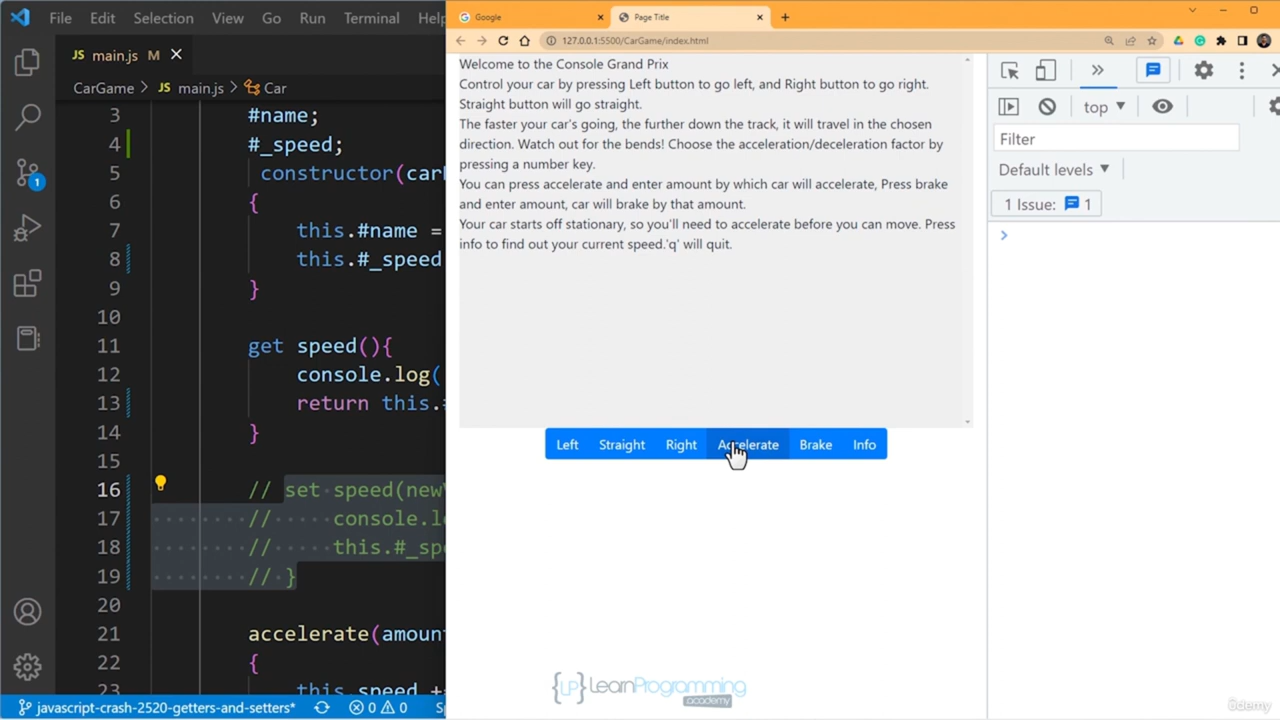 File Edit Selection View Go Run Terminal Help
main.js M
CarGame > JS main.js > Car
3 #name;
4 #_speed;
5 constructor(car
6 {
7 this.#name =
8 this.#_speed
9 }
10
11 get speed(){
12 console.log(
13 return this.#
14 }
15
16 // set speed(new
17 // console.lo
18 // this.#_spe
19 // }
20
21 accelerate(amoun
22 {
23 this.speed +=
javascript-crash-2520-getters-and-setters* 0 0
Google
Page Title
127.0.0.1:5500/CarGame/index.html
Welcome to the Console Grand Prix
Control your car by pressing Left button to go left, and Right button to go right.
Straight button will go straight.
The faster your car's going, the further down the track, it will travel in the chosen
direction. Watch out for the bends! Choose the acceleration/deceleration factor by
pressing a number key.
You can press accelerate and enter amount by which car will accelerate, Press brake
and enter amount, car will brake by that amount.
Your car starts off stationary, so you'll need to accelerate before you can move. Press
info to find out your current speed.'q' will quit.
Left Straight Right Accelerate Brake Info
top
Filter
Default levels
1 Issue: 1
{LP} LearnProgramming
academy
ûdemy